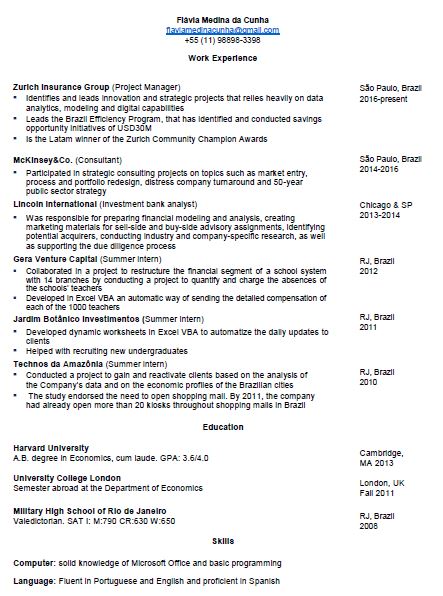 Flávia Medina da Cunha
flaviamedinacunha@gmail.com
+55 (11) 98898-3398
Work Experience
Zurich Insurance Group (Project Manager) São Paulo, Brazil
▪ Identifies and leads innovation and strategic projects that relies heavily on data 2016-present
analytics, modeling and digital capabilities
▪ Leads the Brazil Efficiency Program, that has identified and conducted savings
opportunity initiatives of USD30M
▪ Is the Latam winner of the Zurich Community Champion Awards
McKinsey&Co. (Consultant) São Paulo, Brazil
▪ Participated in strategic consulting projects on topics such as market entry, 2014-2016
process and portfolio redesign, distress company turnaround and 50-year
public sector strategy
Lincoln International (Investment bank analyst) Chicago & SP
▪ Was responsible for preparing financial modeling and analysis, creating 2013-2014
marketing materials for sell-side and buy-side advisory assignments, identifying
potential acquirers, conducting industry and company-specific research, as well
as supporting the due diligence process
Gera Venture Capital (Summer intern) RJ, Brazil
▪ Collaborated in a project to restructure the financial segment of a school system 2012
with 14 branches by conducting a project to quantify and charge the absences
of the schools' teachers
▪ Developed in Excel VBA an automatic way of sending the detailed compensation
of each of the 1000 teachers
Jardim Botânico Investimentos (Summer intern) RJ, Brazil
▪ Developed dynamic worksheets in Excel VBA to automatize the daily updates to 2011
clients
▪ Helped with recruiting new undergraduates
Technos da Amazônia (Summer intern) RJ, Brazil
▪ Conducted a project to gain and reactivate clients based on the analysis of 2010
the Company's data and on the economic profiles of the Brazilian cities
▪ The study endorsed the need to open shopping mall. By 2011, the company
had already open more than 20 kiosks throughout shopping malls in Brazil
Education
Harvard University Cambridge,
A.B. degree in Economics, cum laude. GPA: 3.6/4.0 MA 2013
University College London London, UK
Semester abroad at the Department of Economics Fall 2011
Military High School of Rio de Janeiro RJ, Brazil
Valedictorian. SAT I: M:790 CR:630 W:650 2008
Skills
Computer: solid knowledge of Microsoft Office and basic programming
Language: Fluent in Portuguese and English and proficient in Spanish